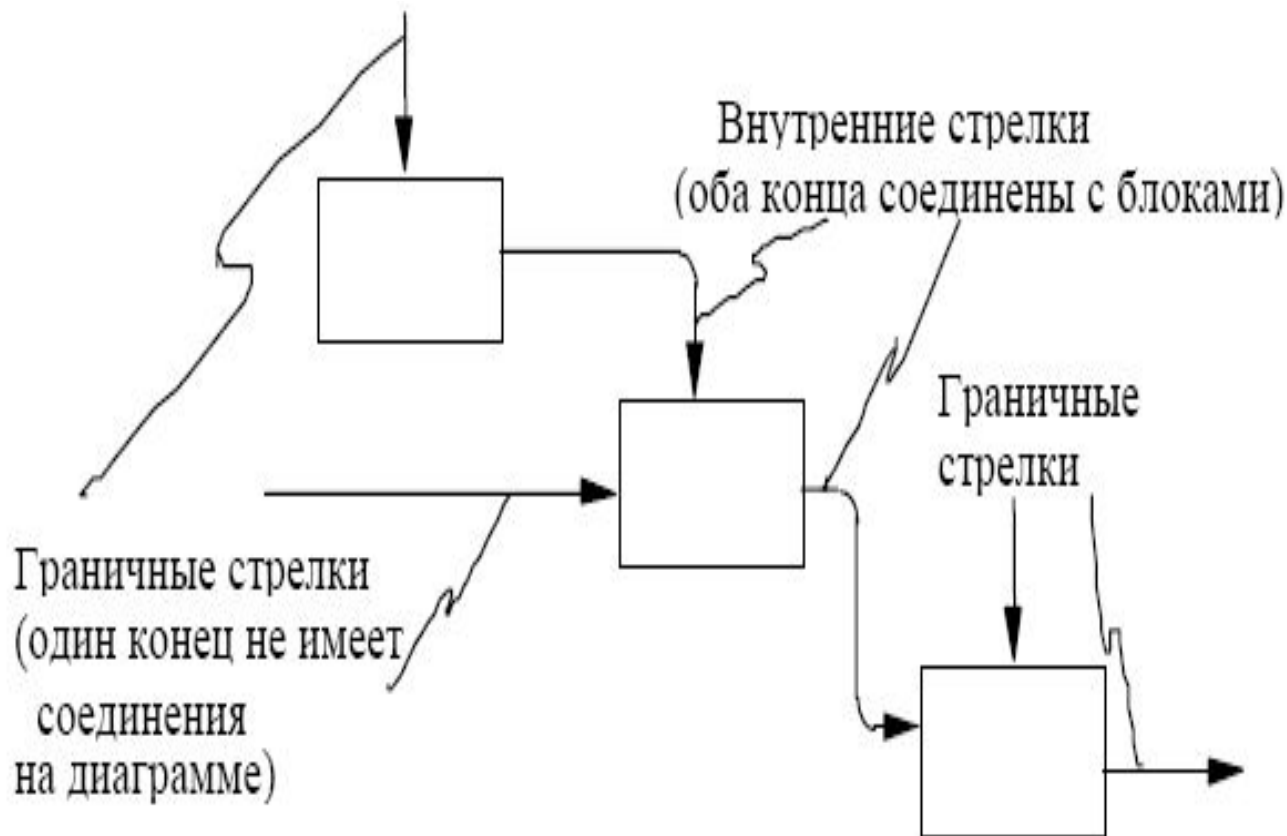 Внутренние стрелки
(оба конца соединены с блоками)
Граничные
стрелки
Граничные стрелки
(один конец не имеет
соединения
на диаграмме)